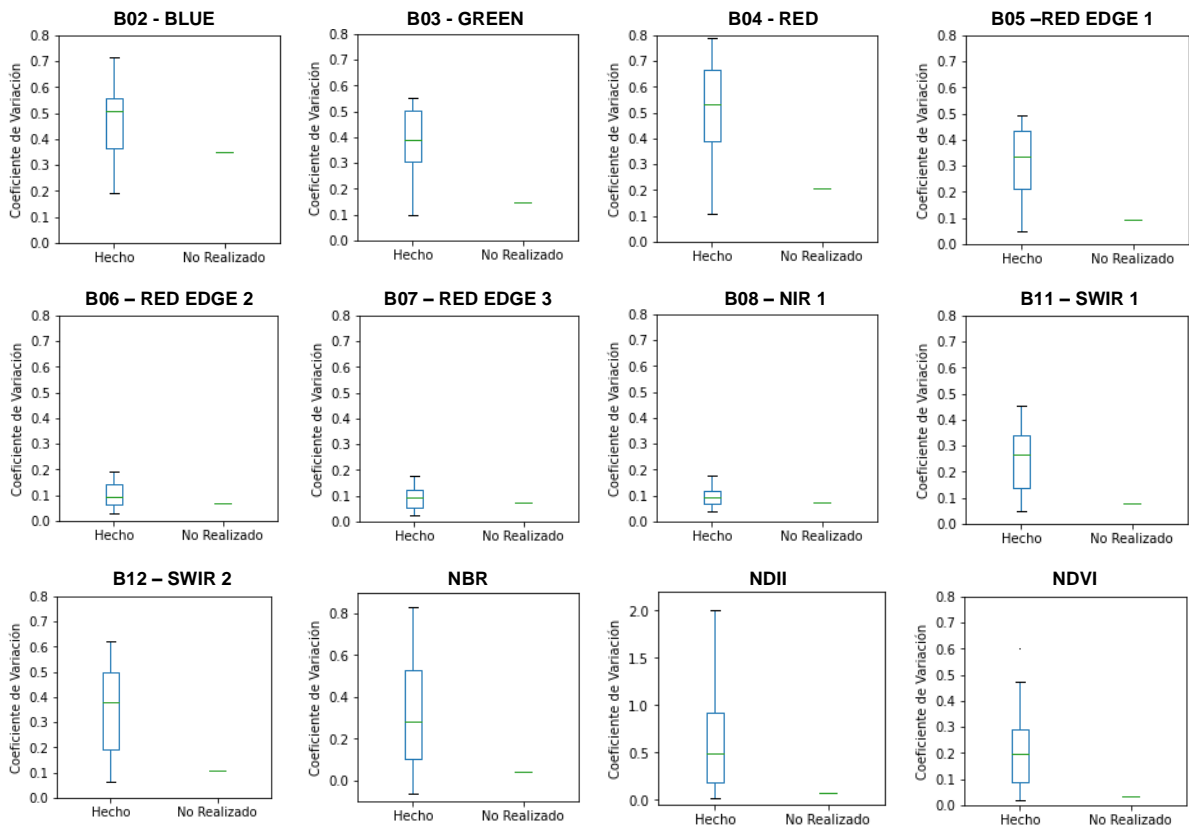 B02 - BLUE
0.8
0.7
0.6
0.5
0.4
0.3
0.2
0.1
0.0
Coeficiente de Variación
Hecho
No Realizado
B03 - GREEN
0.8
0.7
0.6
0.5
0.4
0.3
0.2
0.1
0.0
Coeficiente de Variación
Hecho
No Realizado
B04 - RED
0.8
0.7
0.6
0.5
0.4
0.3
0.2
0.1
0.0
Coeficiente de Variación
Hecho
No Realizado
B05 –RED EDGE 1
0.8
0.7
0.6
0.5
0.4
0.3
0.2
0.1
0.0
Coeficiente de Variación
Hecho
No Realizado
B06 – RED EDGE 2
0.8
0.7
0.6
0.5
0.4
0.3
0.2
0.1
0.0
Coeficiente de Variación
Hecho
No Realizado
B07 – RED EDGE 3
0.8
0.7
0.6
0.5
0.4
0.3
0.2
0.1
0.0
Coeficiente de Variación
Hecho
No Realizado
B08 – NIR 1
0.8
0.7
0.6
0.5
0.4
0.3
0.2
0.1
0.0
Coeficiente de Variación
Hecho
No Realizado
B11 – SWIR 1
0.8
0.7
0.6
0.5
0.4
0.3
0.2
0.1
0.0
Coeficiente de Variación
Hecho
No Realizado
B12 – SWIR 2
0.8
0.7
0.6
0.5
0.4
0.3
0.2
0.1
0.0
Coeficiente de Variación
Hecho
No Realizado
NBR
0.8
0.6
0.4
0.2
0.0
Coeficiente de Variación
Hecho
No Realizado
NDII
2.0
1.5
1.0
0.5
0.0
Coeficiente de Variación
Hecho
No Realizado
NDVI
0.8
0.7
0.6
0.5
0.4
0.3
0.2
0.1
0.0
Coeficiente de Variación
Hecho
No Realizado